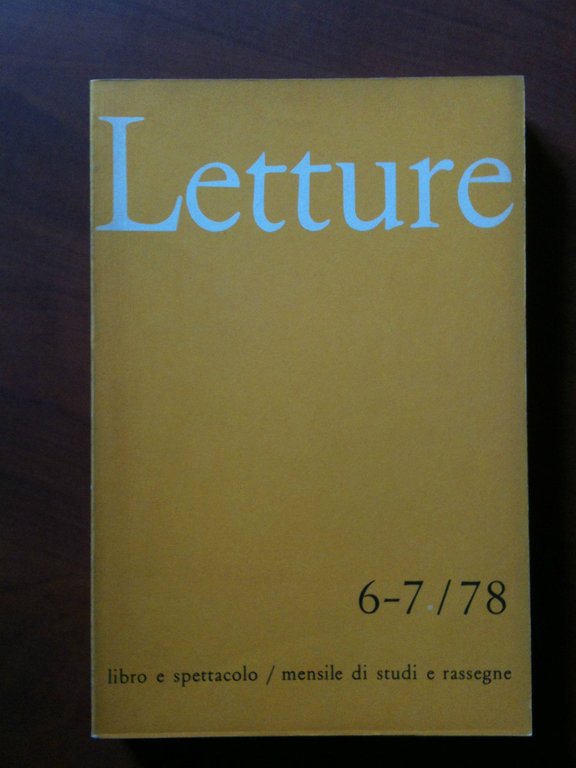 Letture
6-7./78
libro e spettacolo / mensile di studi e rassegne